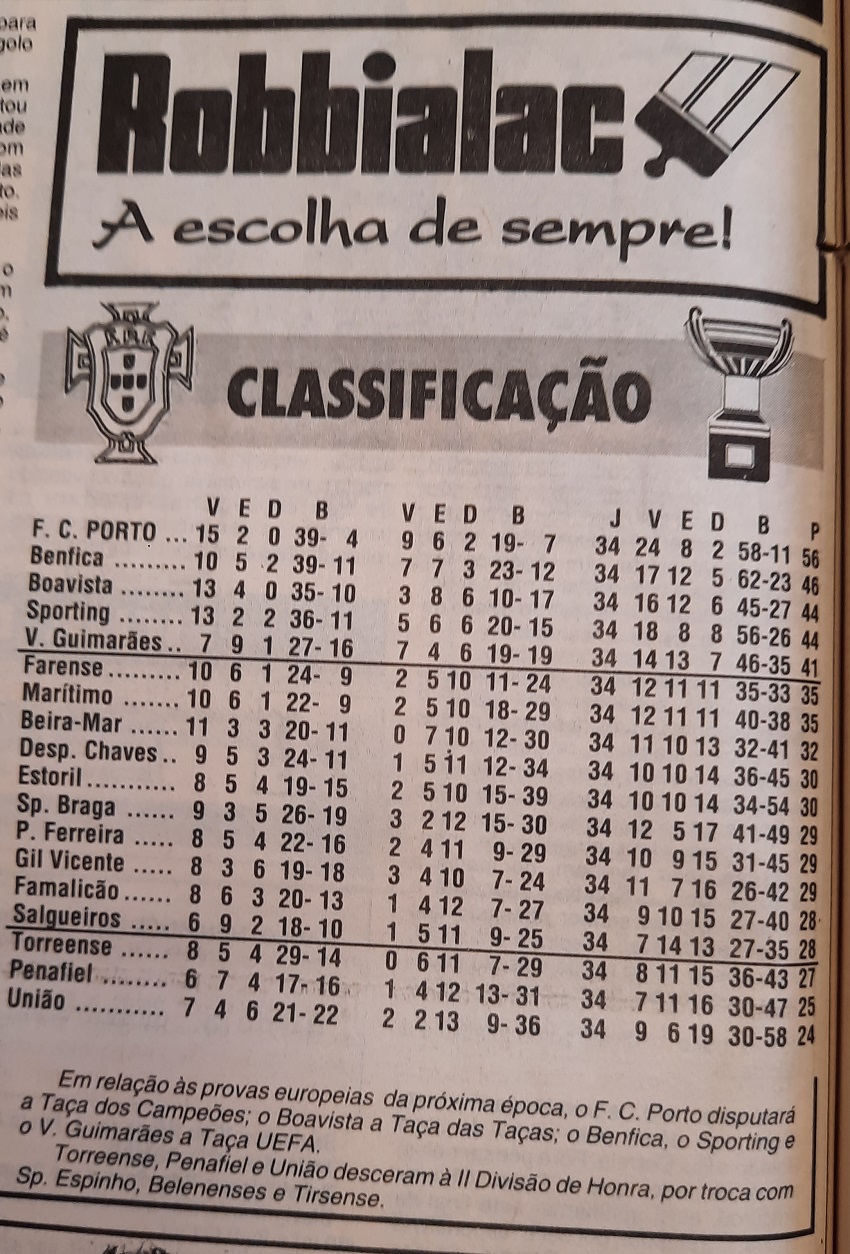 Robbialac
A escolha de sempre!
CLASSIFICAÇÃO
V E D B V E D B J V E D B P
F. C. PORTO ... 15 2 0 39- 4 9 6 2 19- 7 34 24 8 2 58-11 56
Benfica ......... 10 5 2 39- 11 7 7 3 23- 12 34 17 12 5 62-23 46
Boavista ........ 13 4 0 35- 10 3 8 6 10- 17 34 16 12 6 45-27 44
Sporting ........ 13 2 2 36- 11 5 6 6 20- 15 34 18 8 8 56-26 44
V. Guimarães .. 7 9 1 27- 16 7 4 6 19- 19 34 14 13 7 46-35 41
Farense ......... 10 6 1 24- 9 2 5 10 11- 24 34 12 11 11 35-33 35
Marítimo ....... 10 6 1 22- 9 2 5 10 18- 29 34 12 11 11 40-38 35
Beira-Mar ...... 11 3 3 20- 11 0 7 10 12- 30 34 11 10 13 32-41 32
Desp. Chaves .. 9 5 3 24- 11 1 5 11 12- 34 34 10 10 14 36-45 30
Estoril ........... 8 5 4 19- 15 2 5 10 15- 39 34 10 10 14 34-54 30
Sp. Braga ...... 9 3 5 26- 19 3 2 12 15- 30 34 12 5 17 41-49 29
P. Ferreira ..... 8 5 4 22- 16 2 4 11 9- 29 34 10 9 15 31-45 29
Gil Vicente ..... 8 3 6 19- 18 3 4 10 7- 24 34 11 7 16 26-42 29
Famalicão ...... 8 6 3 20- 13 1 4 12 7- 27 34 9 10 15 27-40 28
Salgueiros ..... 6 9 2 18- 10 1 5 11 9- 25 34 7 14 13 27-35 28
Torreense ...... 8 5 4 29- 14 0 6 11 7- 29 34 8 11 15 36-43 27
Penafiel ........ 6 7 4 17- 16 1 4 12 13- 31 34 7 11 16 30-47 25
União ........... 7 4 6 21- 22 2 2 13 9- 36 34 9 6 19 30-58 24
Em relação às provas europeias da próxima época, o F. C. Porto disputará
a Taça dos Campeões; o Boavista a Taça das Taças; o Benfica, o Sporting e
o V. Guimarães a Taça UEFA.
Torreense, Penafiel e União desceram à II Divisão de Honra, por troca com
Sp. Espinho, Belenenses e Tirsense.